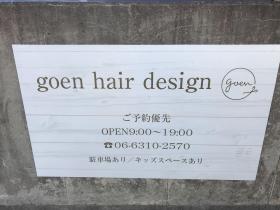 goen hair design
goen
ご予約優先
OPEN9:00~19:00
☎06-6310-2570
駐車場あり/キッズスペースあり